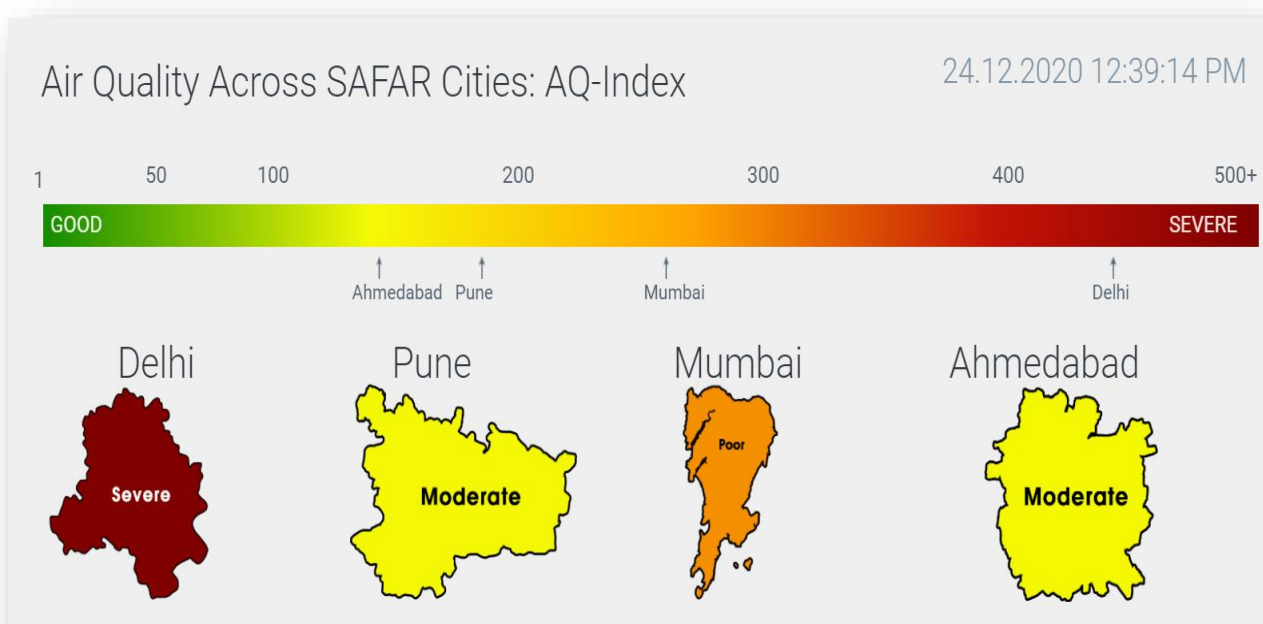 Air Quality Across SAFAR Cities: AQ-Index
24.12.2020 12:39:14 PM
1 50 100 200 300 400 500+
GOOD SEVERE
Ahmedabad Pune Mumbai Delhi
Delhi Pune Mumbai Ahmedabad
Severe Moderate Poor Moderate